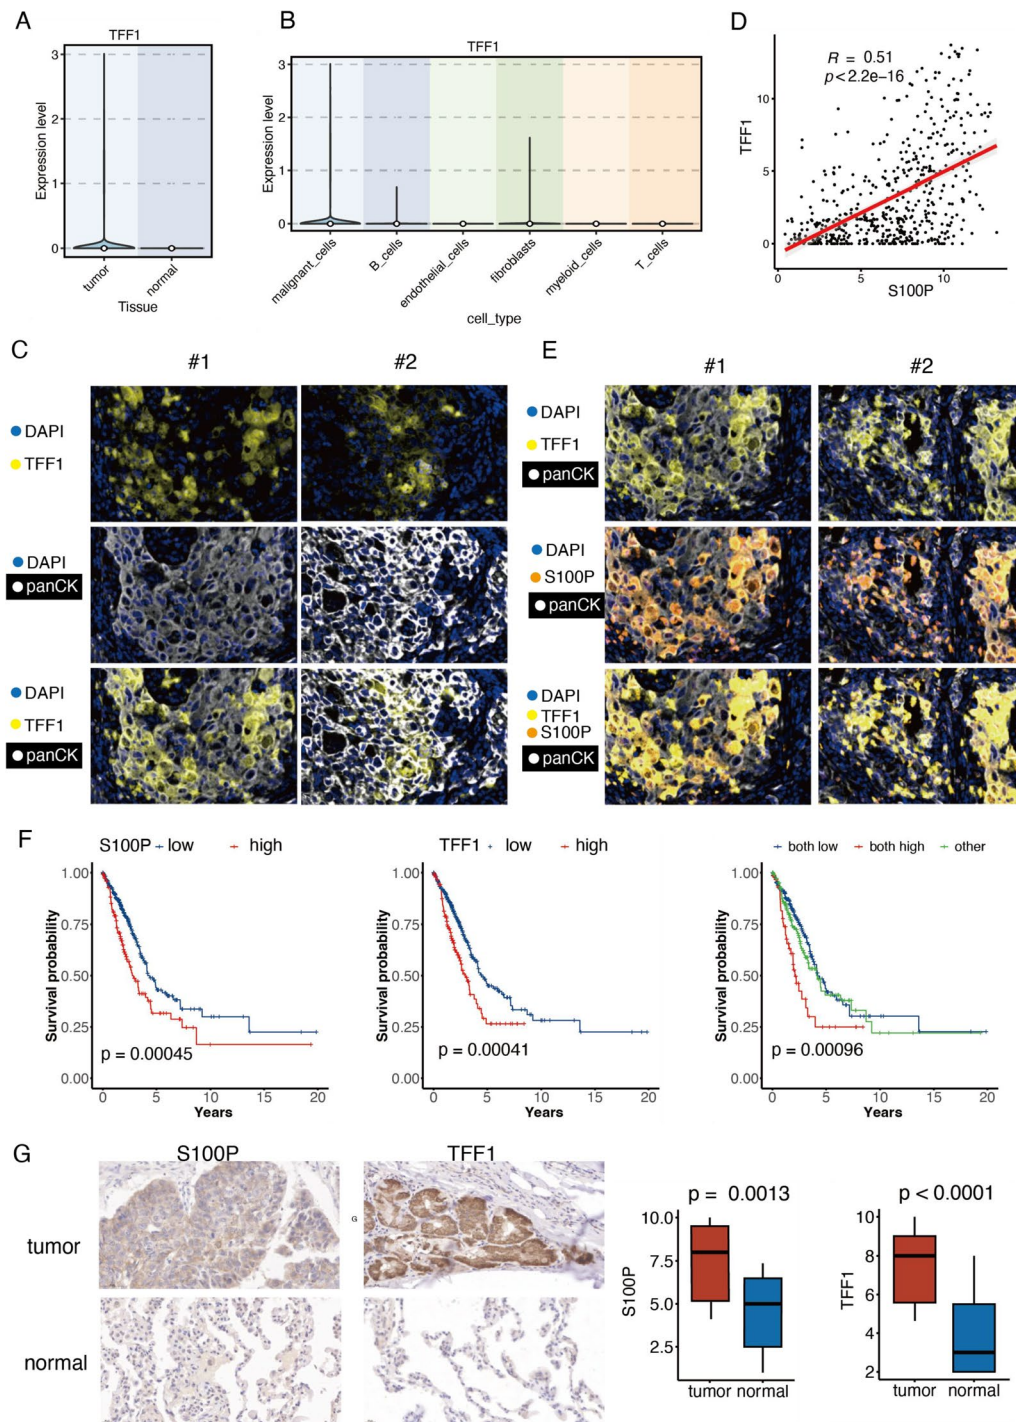 A
TFF1
Expression level
3
2
1
0
tumor
normal
Tissue
B
TFF1
Expression level
3
2
1
0
malignant_cells
B_cells
endothelial_cells
fibroblasts
myeloid_cells
T_cells
cell_type
D
R = 0.51
p<2.2e−16
TFF1
10
5
0
0 5 10
S100P
C
#1 #2
DAPI
TFF1
DAPI
panCK
DAPI
TFF1
panCK
E
#1 #2
DAPI
TFF1
panCK
DAPI
S100P
panCK
DAPI
TFF1
S100P
panCK
F
S100P low high
Survival probability
1.00
0.75
0.50
0.25
0.00
p = 0.00045
0 5 10 15 20
Years
TFF1 low high
Survival probability
1.00
0.75
0.50
0.25
0.00
p = 0.00041
0 5 10 15 20
Years
both low both high other
Survival probability
1.00
0.75
0.50
0.25
0.00
p = 0.00096
0 5 10 15 20
Years
G
S100P TFF1
G
tumor
normal
p = 0.0013
S100P
10.0
7.5
5.0
2.5
tumor normal
p < 0.0001
TFF1
10
8
6
4
2
tumor normal